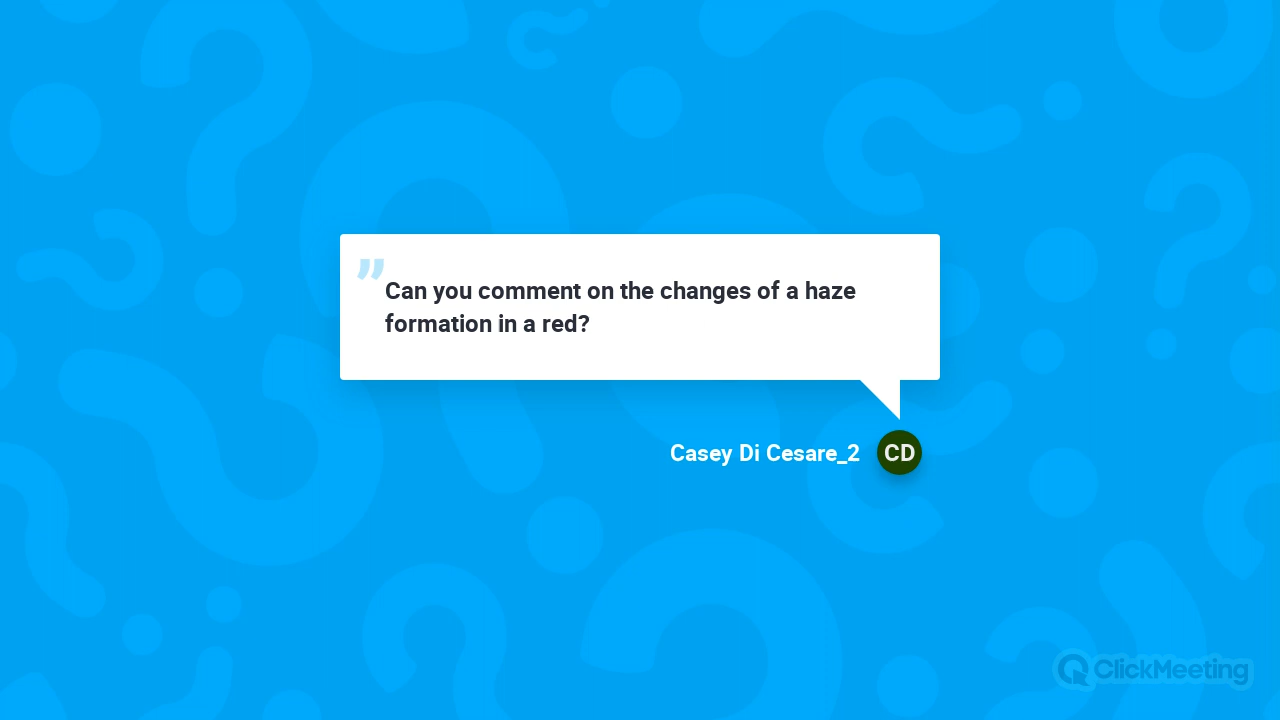 Can you comment on the changes of a haze
formation in a red?
Casey Di Cesare_2
CD
ClickMeeting